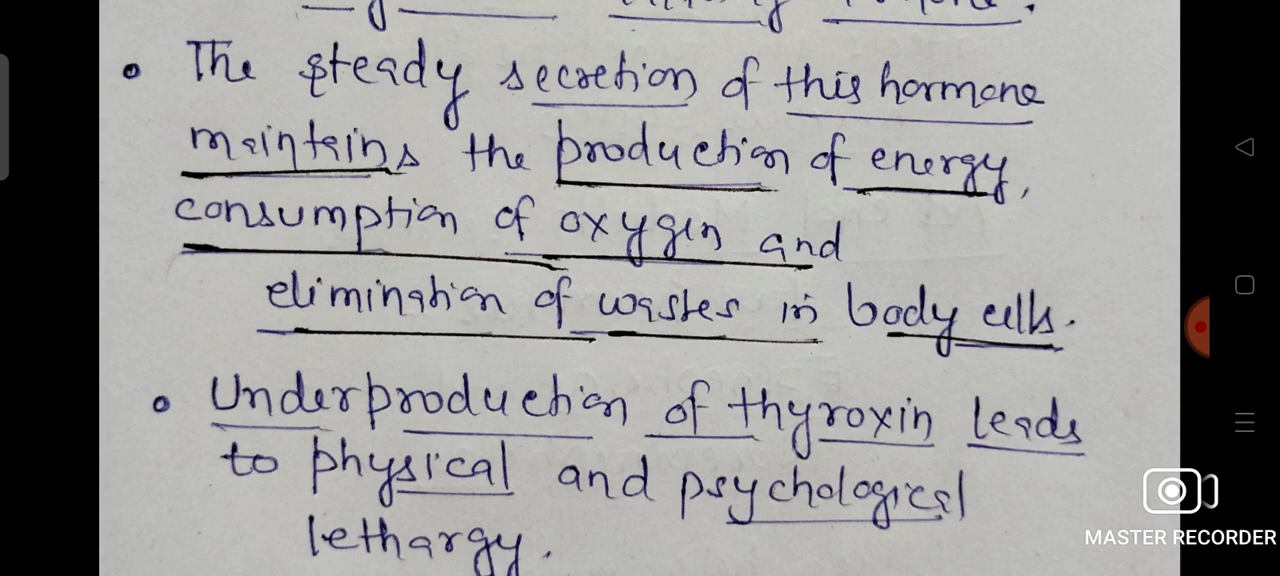 • The steady secretion of this hormone
maintains the production of energy,
consumption of oxygen and
elimination of wastes in body cells.
• Underproduction of thyroxin leads
to physical and psychological
lethargy.
MASTER RECORDER